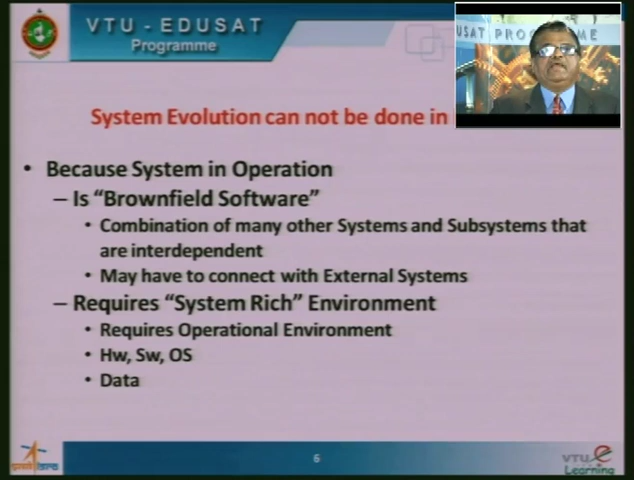 VTU - EDUSAT
Programme
USAT PROGRAMME
System Evolution can not be done in
• Because System in Operation
– Is “Brownfield Software”
• Combination of many other Systems and Subsystems that
are interdependent
• May have to connect with External Systems
– Requires “System Rich” Environment
• Requires Operational Environment
• Hw, Sw, OS
• Data
6
VTU e
Learning